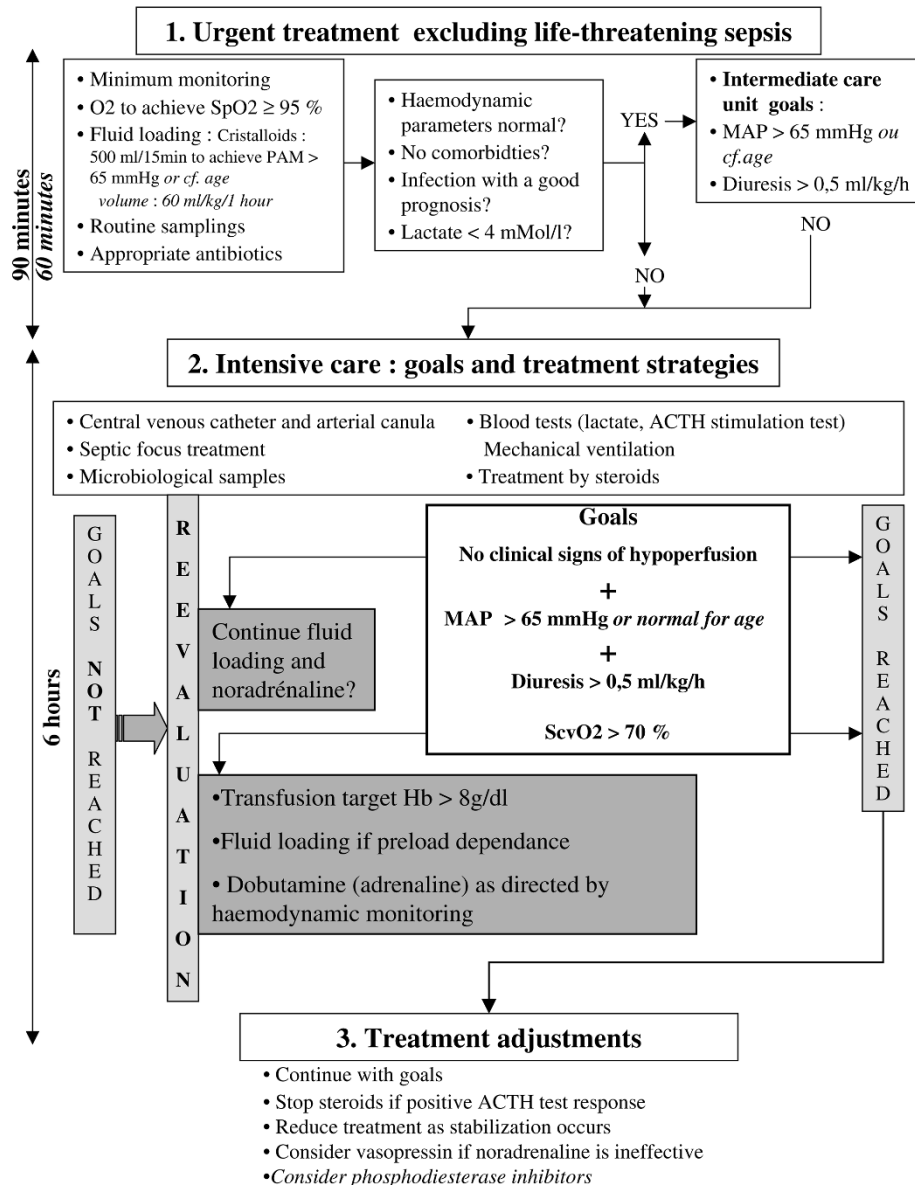 1. Urgent treatment excluding life-threatening sepsis
90 minutes
60 minutes
• Minimum monitoring
• O2 to achieve SpO2 ≥ 95 %
• Fluid loading : Cristalloids :
500 ml/15min to achieve PAM >
65 mmHg or cf. age
volume : 60 ml/kg/1 hour
• Routine samplings
• Appropriate antibiotics
• Haemodynamic
parameters normal?
• No comorbidties?
• Infection with a good
prognosis?
• Lactate < 4 mMol/l?
YES
NO
• Intermediate care
unit goals :
• MAP > 65 mmHg ou
cf.age
• Diuresis > 0,5 ml/kg/h
NO
2. Intensive care : goals and treatment strategies
6 hours
• Central venous catheter and arterial canula
• Septic focus treatment
• Microbiological samples
• Blood tests (lactate, ACTH stimulation test)
Mechanical ventilation
• Treatment by steroids
GOALS NOT REACHED
REEVALUATION
Goals
No clinical signs of hypoperfusion
+
MAP > 65 mmHg or normal for age
+
Diuresis > 0,5 ml/kg/h
ScvO2 > 70 %
GOALS REACHED
Continue fluid
loading and
noradrénaline?
•Transfusion target Hb > 8g/dl
•Fluid loading if preload dependance
• Dobutamine (adrenaline) as directed by
haemodynamic monitoring
3. Treatment adjustments
• Continue with goals
• Stop steroids if positive ACTH test response
• Reduce treatment as stabilization occurs
• Consider vasopressin if noradrenaline is ineffective
•Consider phosphodiesterase inhibitors